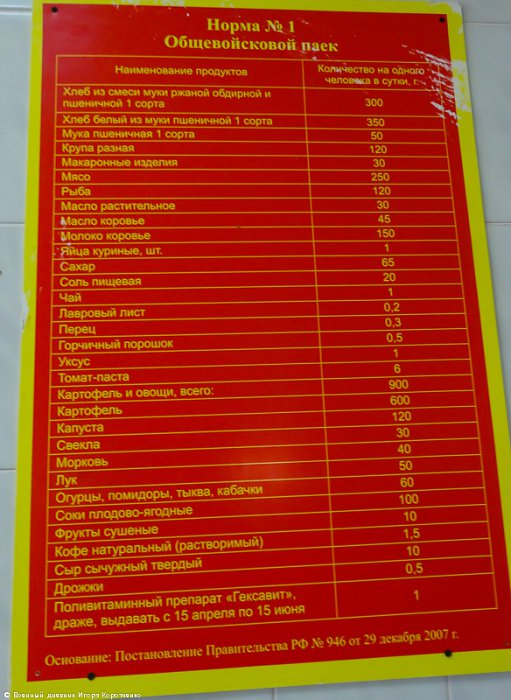 Норма № 1
Общевойсковой паек
Наименование продуктов
Количество на одного
человека в сутки, г.
Хлеб из смеси муки ржаной обдирной и
пшеничной 1 сорта 300
Хлеб белый из муки пшеничной 1 сорта 350
Мука пшеничная 1 сорта 50
Крупа разная 120
Макаронные изделия 30
Мясо 250
Рыба 120
Масло растительное 30
Масло коровье 45
Молоко коровье 150
Яйца куриные, шт. 1
Сахар 65
Соль пищевая 20
Чай 1
Лавровый лист 0,2
Перец 0,3
Горчичный порошок 0,5
Уксус 1
Томат-паста 6
Картофель и овощи, всего: 900
Картофель 600
Капуста 120
Свекла 30
Морковь 40
Лук 50
Огурцы, помидоры, тыква, кабачки 60
Соки плодово-ягодные 100
Фрукты сушеные 10
Кофе натуральный (растворимый) 1,5
Сыр сычужный твердый 10
Дрожжи 0,5
Поливитаминный препарат «Гексавит»,
драже, выдавать с 15 апреля по 15 июня 1
Основание: Постановление Правительства РФ № 946 от 29 декабря 2007 г.
© Военный дневник Игоря Коротченко